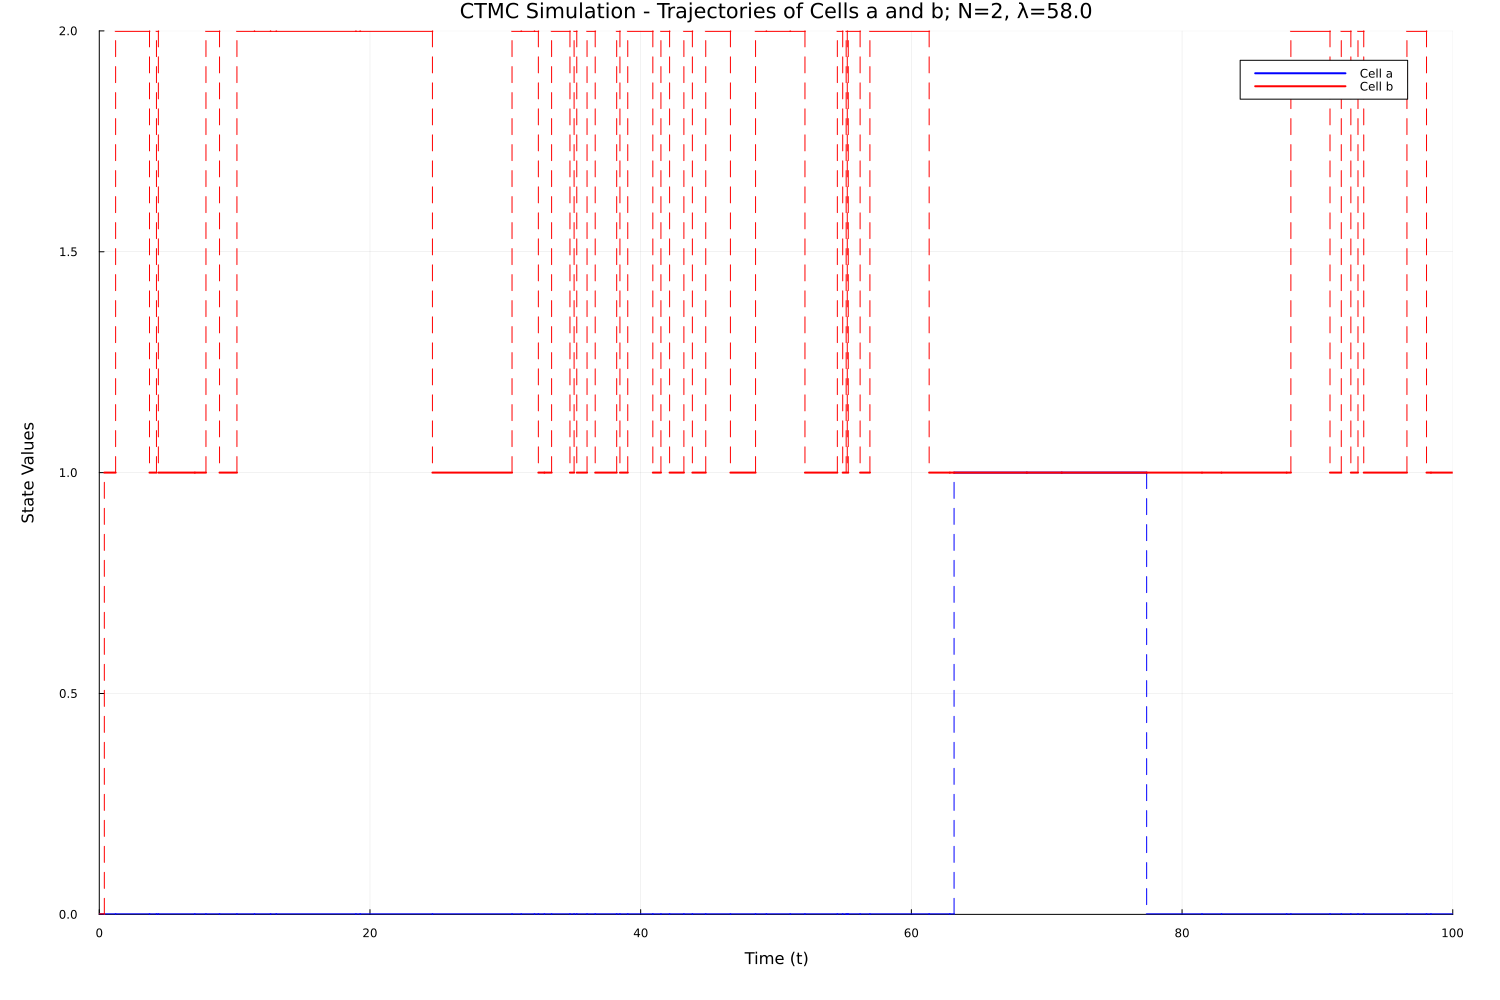 CTMC Simulation - Trajectories of Cells a and b; N=2, λ=58.0
2.0
Cell a
Cell b
1.5
1.0
State Values
0.5
0.0
0 20 40 60 80 100
Time (t)